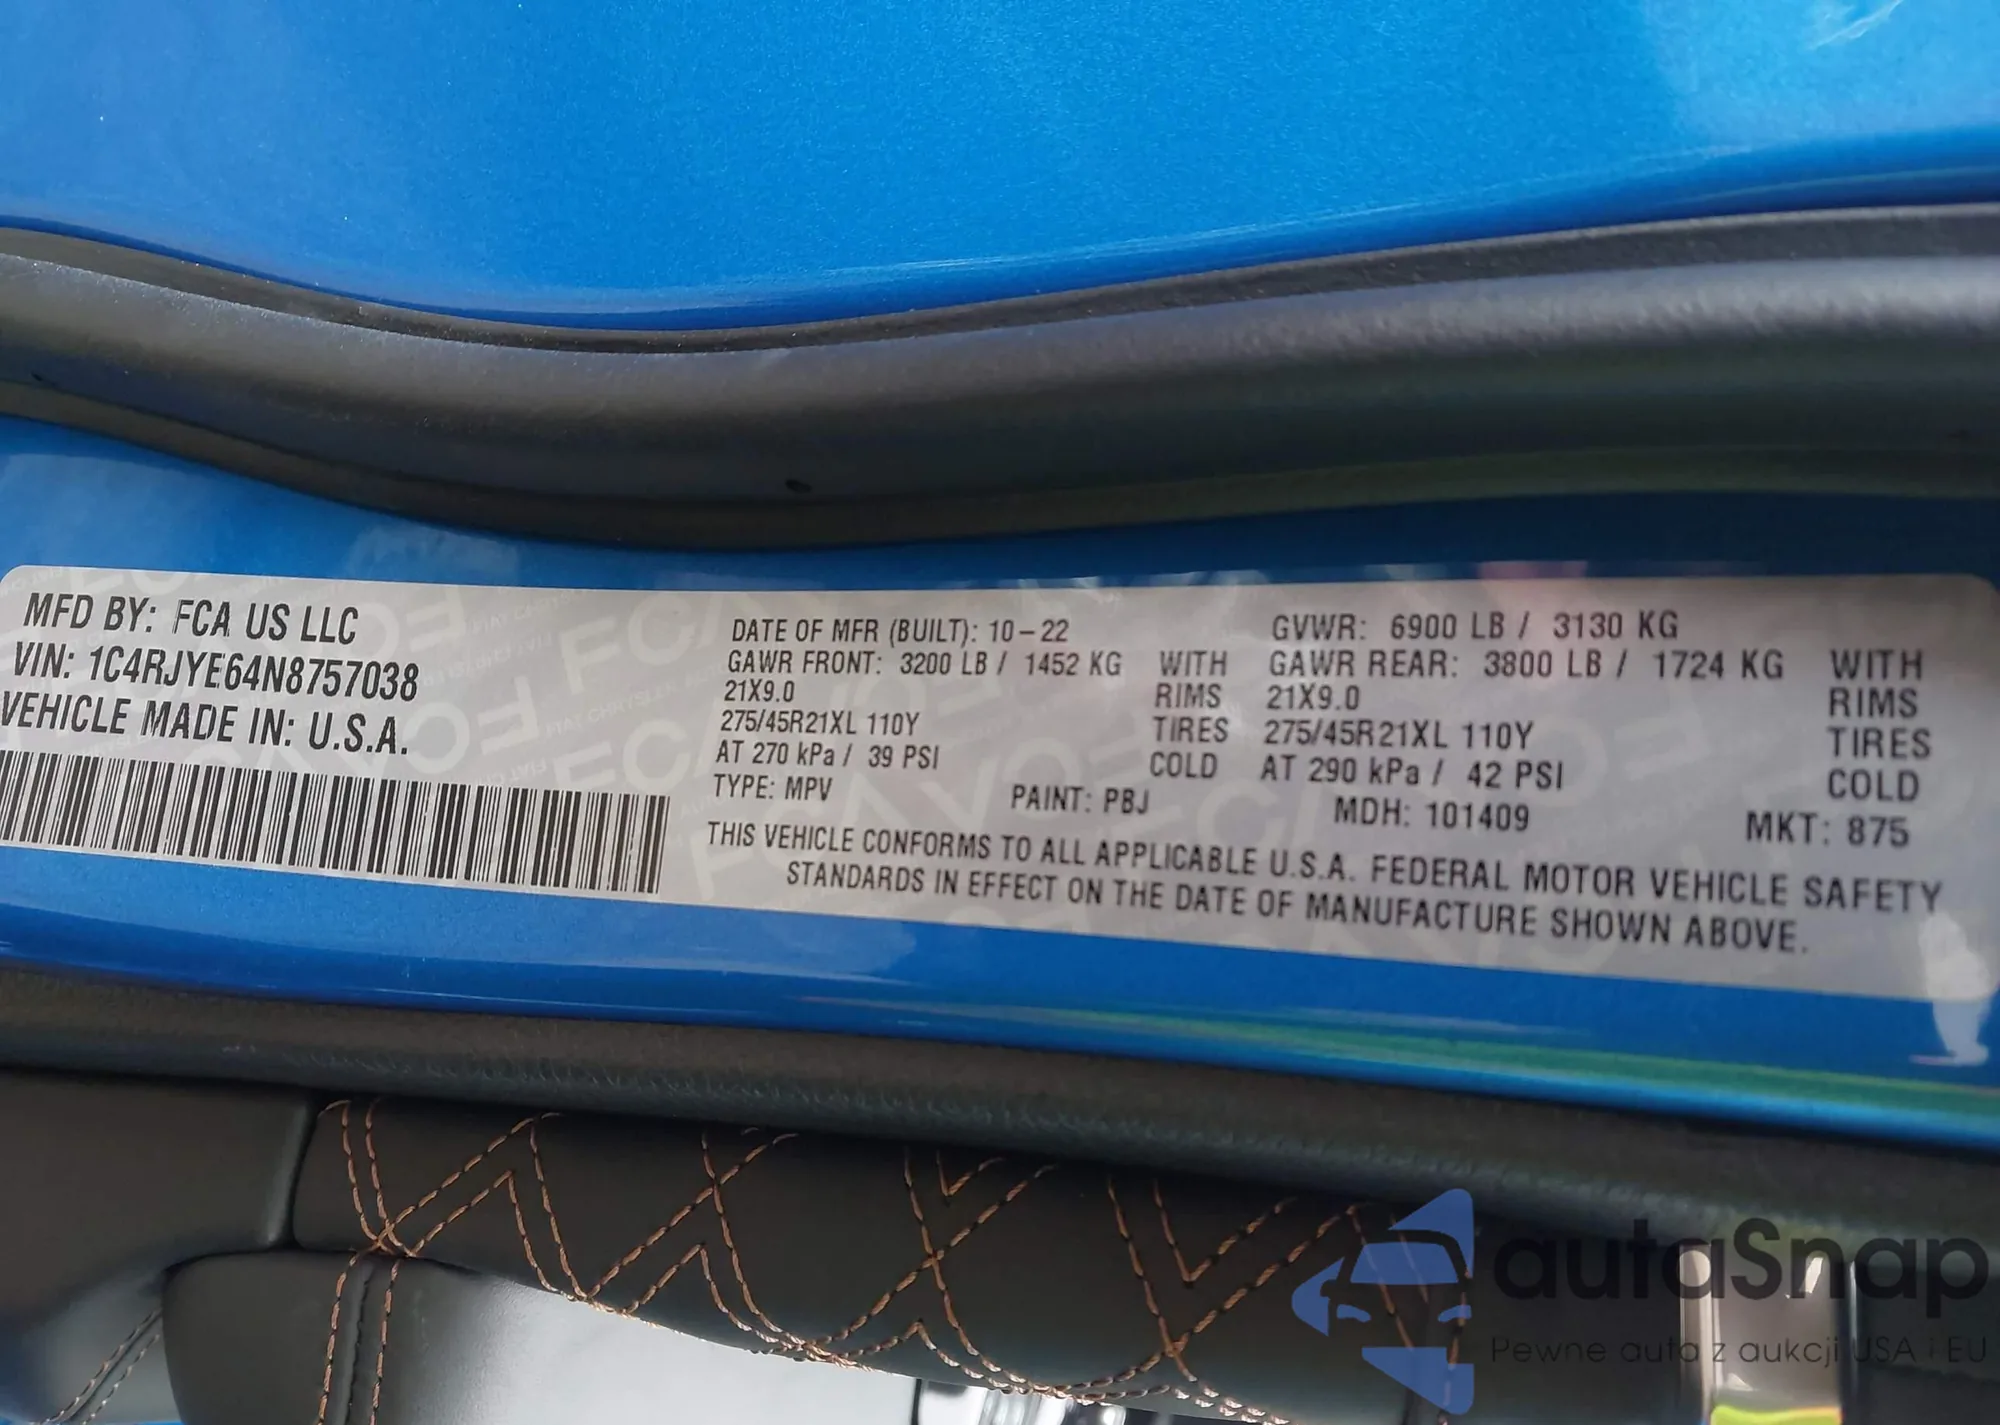 MFD BY: FCA US LLC
VIN: 1C4RJYE64N8757038
VEHICLE MADE IN: U.S.A.
DATE OF MFR (BUILT): 10-22 GVWR: 6900 LB / 3130 KG
GAWR FRONT: 3200 LB / 1452 KG WITH GAWR REAR: 3800 LB / 1724 KG WITH
21X9.0 RIMS 21X9.0 RIMS
275/45R21XL 110Y TIRES 275/45R21XL 110Y TIRES
AT 270 kPa / 39 PSI COLD AT 290 kPa / 42 PSI COLD
TYPE: MPV PAINT: PBJ MDH: 101409 MKT: 875
THIS VEHICLE CONFORMS TO ALL APPLICABLE U.S.A. FEDERAL MOTOR VEHICLE SAFETY
STANDARDS IN EFFECT ON THE DATE OF MANUFACTURE SHOWN ABOVE.
autaSnap
Pewne auta z aukcji USA i EU